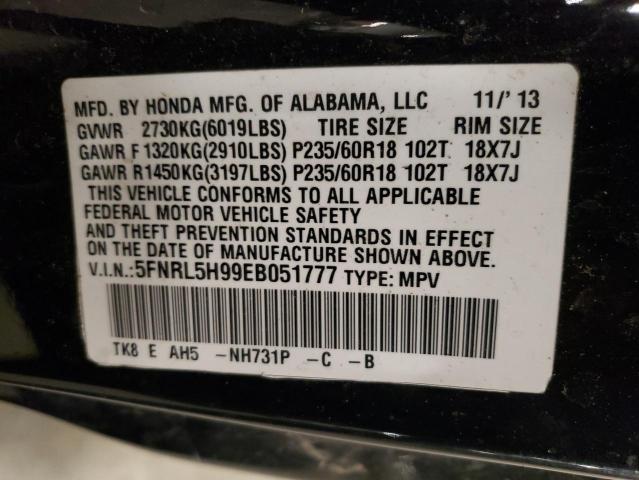 MFD. BY HONDA MFG. OF ALABAMA, LLC 11/'13
GVWR 2730KG(6019LBS) TIRE SIZE RIM SIZE
GAWR F1320KG(2910LBS) P235/60R18 102T 18X7J
GAWR R1450KG(3197LBS) P235/60R18 102T 18X7J
THIS VEHICLE CONFORMS TO ALL APPLICABLE
FEDERAL MOTOR VEHICLE SAFETY
AND THEFT PREVENTION STANDARDS IN EFFECT
ON THE DATE OF MANUFACTURE SHOWN ABOVE.
V.I.N.:5FNRL5H99EB051777 TYPE: MPV
TK8 E AH5 -NH731P -C -B